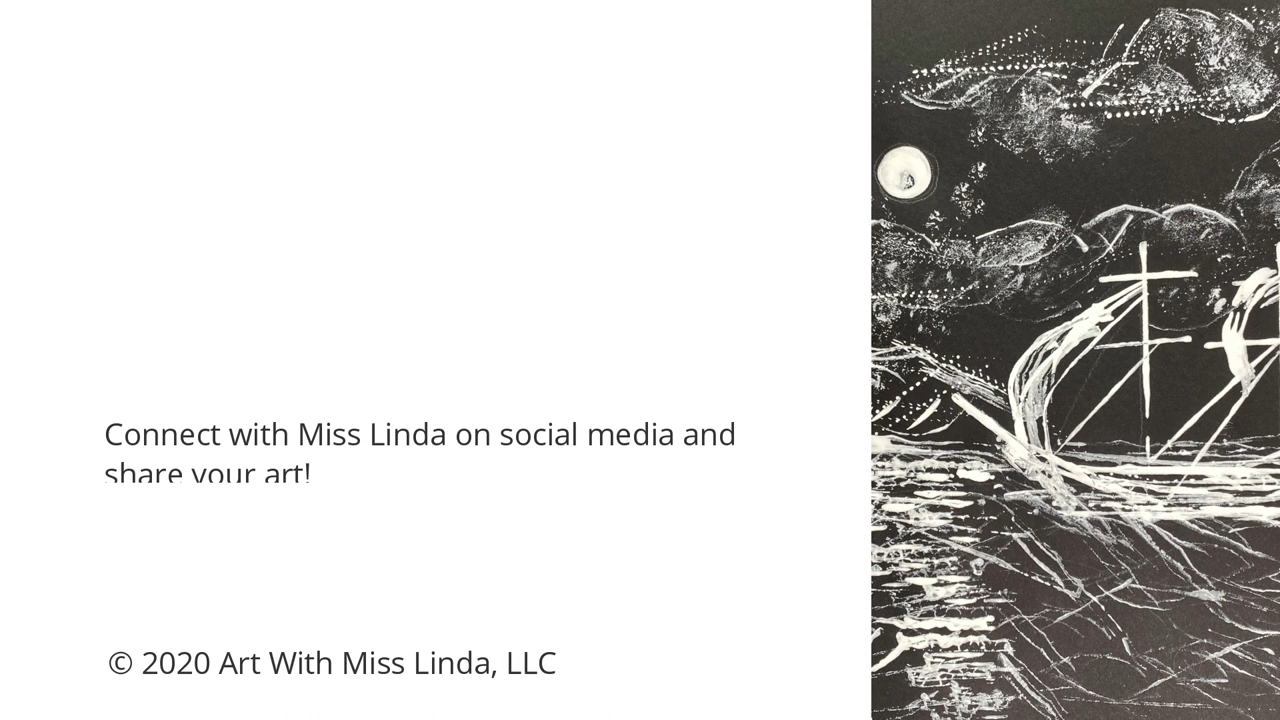 Connect with Miss Linda on social media and
share your art!
© 2020 Art With Miss Linda, LLC